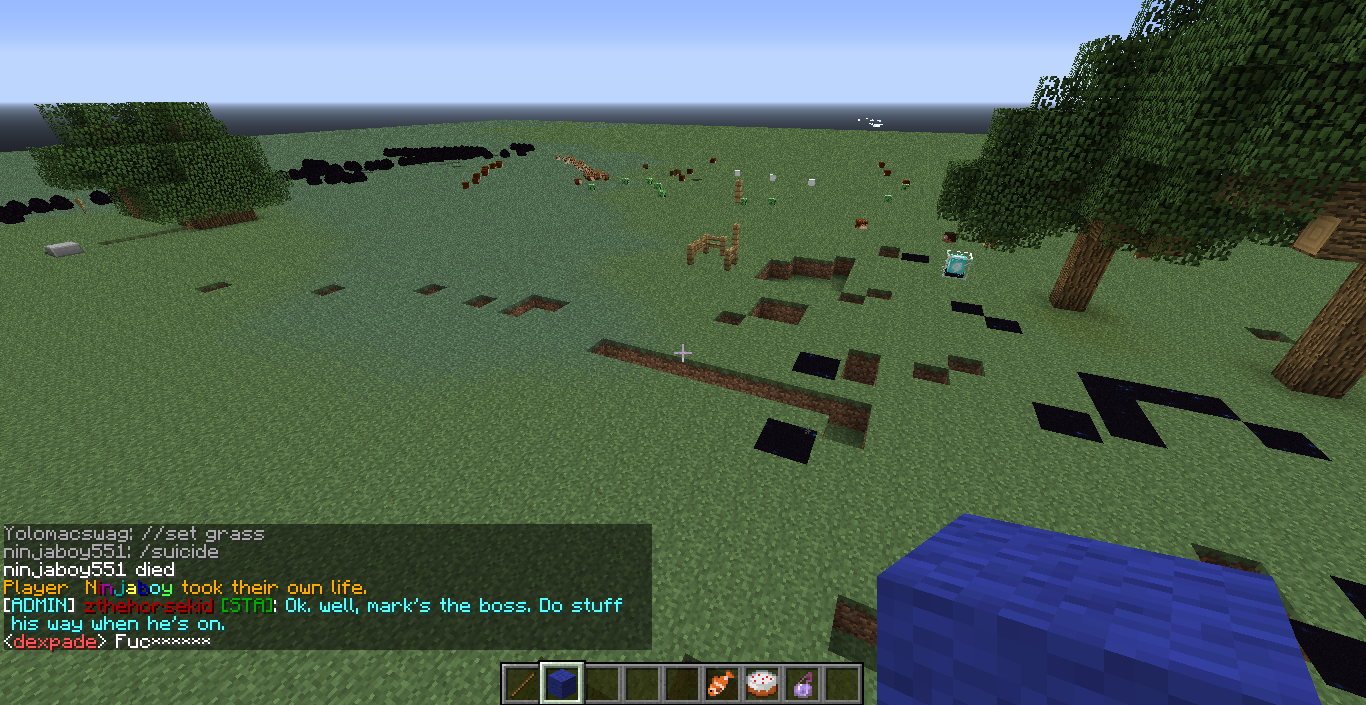 Yolomacswag: //set grass
ninjaboy551: /suicide
ninjaboy551 died
Player Ninjaboy took their own life.
[ADMIN] zthehorsekid [STA]: Ok. well, mark's the boss. Do stuff
his way when he's on.
<dexpade> Fuc******